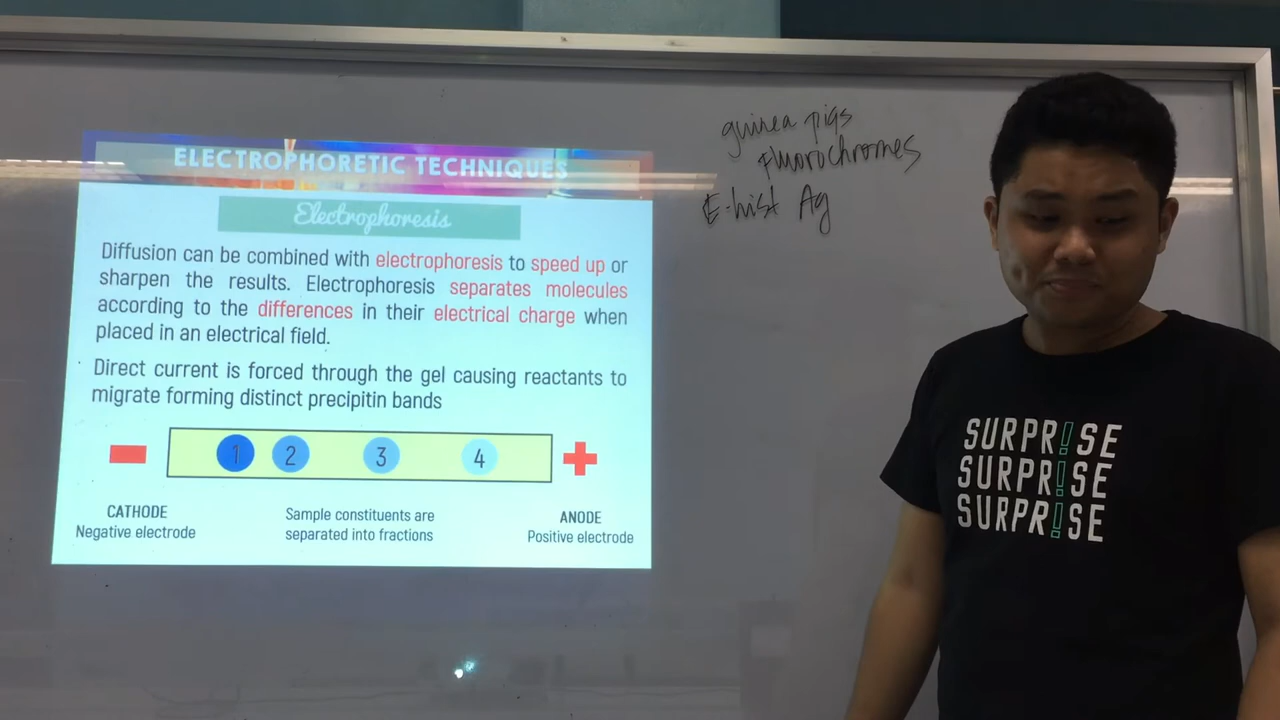 ELECTROPHORETIC TECHNIQUES
Electrophoresis
Diffusion can be combined with electrophoresis to speed up or
sharpen the results. Electrophoresis separates molecules
according to the differences in their electrical charge when
placed in an electrical field.
Direct current is forced through the gel causing reactants to
migrate forming distinct precipitin bands
1 2 3 4
CATHODE
Negative electrode
Sample constituents are
separated into fractions
ANODE
Positive electrode
guinea pigs
Fluorochromes
E-hist Ag
SURPR!SE
SURPR!SE
SURPR!SE